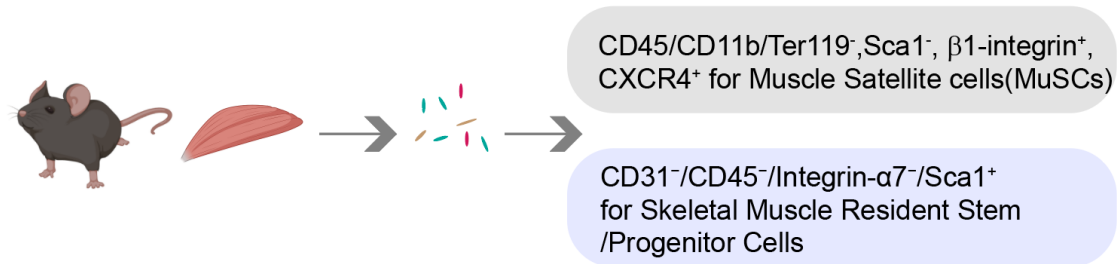 CD45/CD11b/Ter119⁻,Sca1⁻, β1-integrin⁺,
CXCR4⁺ for Muscle Satellite cells(MuSCs)
CD31⁻/CD45⁻/Integrin-α7⁻/Sca1⁺
for Skeletal Muscle Resident Stem
/Progenitor Cells